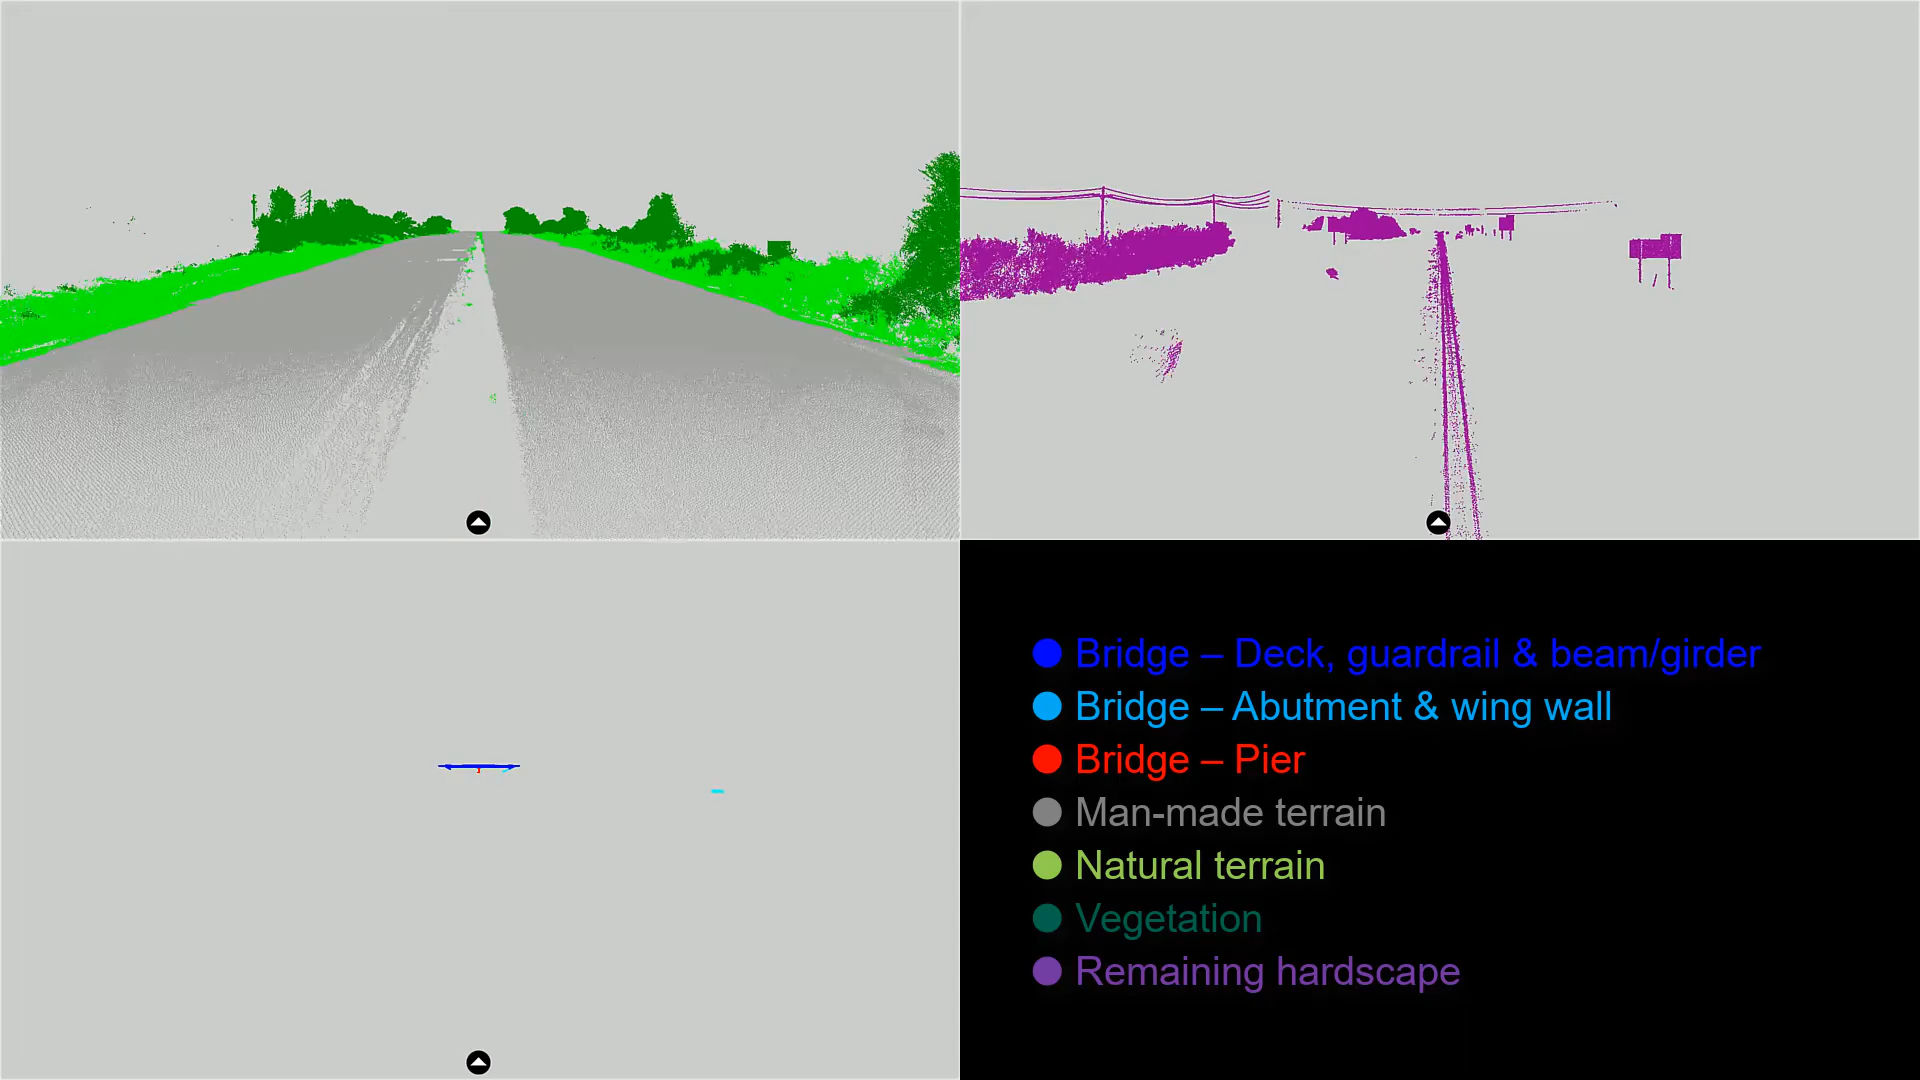 Bridge – Deck, guardrail & beam/girder
Bridge – Abutment & wing wall
Bridge – Pier
Man-made terrain
Natural terrain
Vegetation
Remaining hardscape